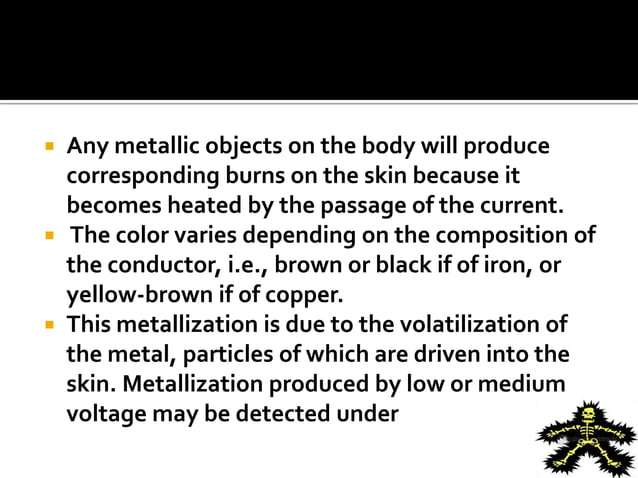 Any metallic objects on the body will produce
corresponding burns on the skin because it
becomes heated by the passage of the current.
The color varies depending on the composition of
the conductor, i.e., brown or black if of iron, or
yellow-brown if of copper.
This metallization is due to the volatilization of
the metal, particles of which are driven into the
skin. Metallization produced by low or medium
voltage may be detected under